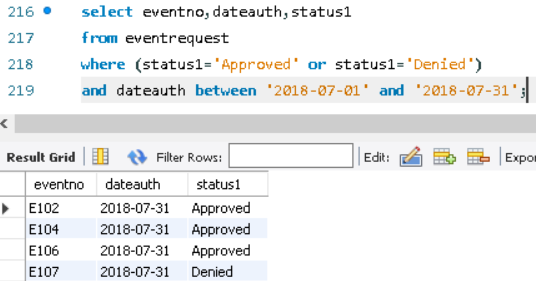 216 select eventno,dateauth,status1
217 from eventrequest
218 where (status1='Approved' or status1='Denied')
219 and dateauth between '2018-07-01' and '2018-07-31';
Result Grid Filter Rows: Edit: Expor
eventno dateauth status1
E102 2018-07-31 Approved
E104 2018-07-31 Approved
E106 2018-07-31 Approved
E107 2018-07-31 Denied